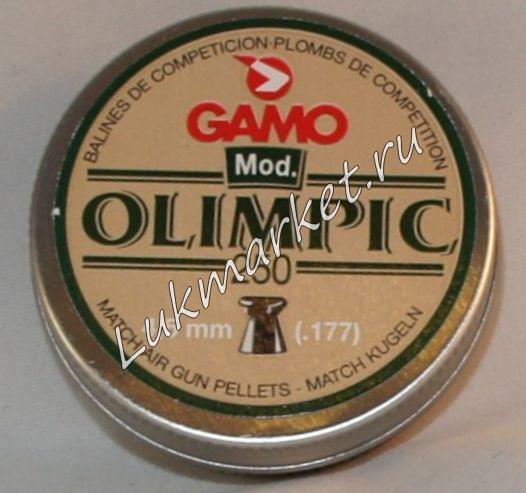 BALINES DE COMPETICION - PLOMBS DE COMPETITION
GAMO
Mod.
OLIMPIC
mm (.177)
MATCH AIR GUN PELLETS - MATCH KUGELN
Lukmarket.ru